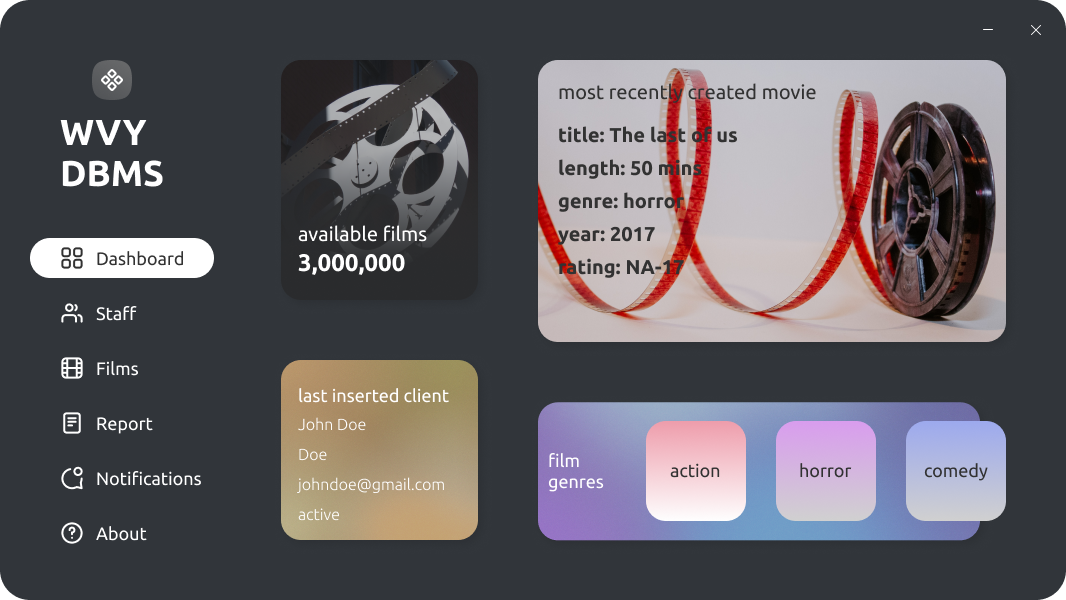 WVY
DBMS
Dashboard
Staff
Films
Report
Notifications
About
available films
3,000,000
last inserted client
John Doe
Doe
johndoe@gmail.com
active
most recently created movie
title: The last of us
length: 50 mins
genre: horror
year: 2017
rating: NA-17
film
genres
action
horror
comedy